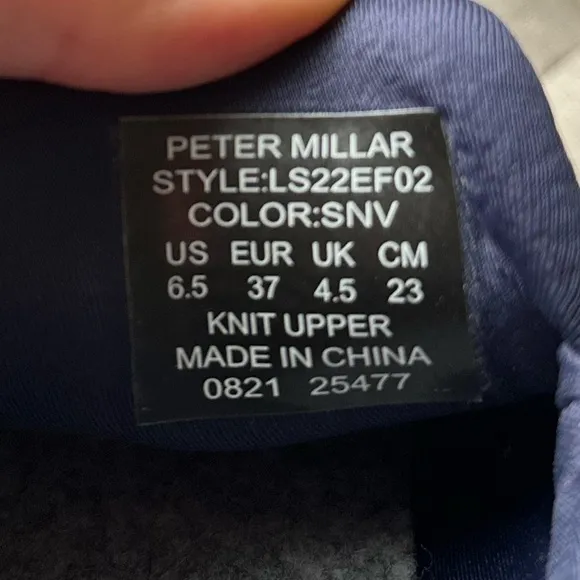 PETER MILLAR
STYLE:LS22EF02
COLOR:SNV
US EUR UK CM
6.5 37 4.5 23
KNIT UPPER
MADE IN CHINA
0821 25477